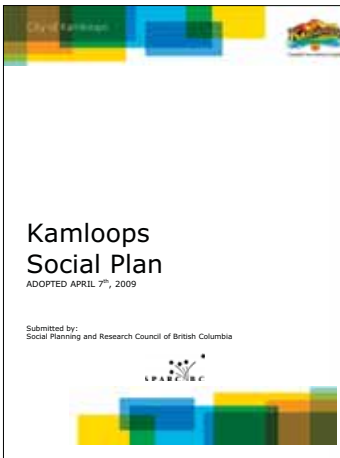 City of Kamloops
Kamloops
Kamloops
Social Plan
ADOPTED APRIL 7th, 2009
Submitted by:
Social Planning and Research Council of British Columbia
SPARC BC